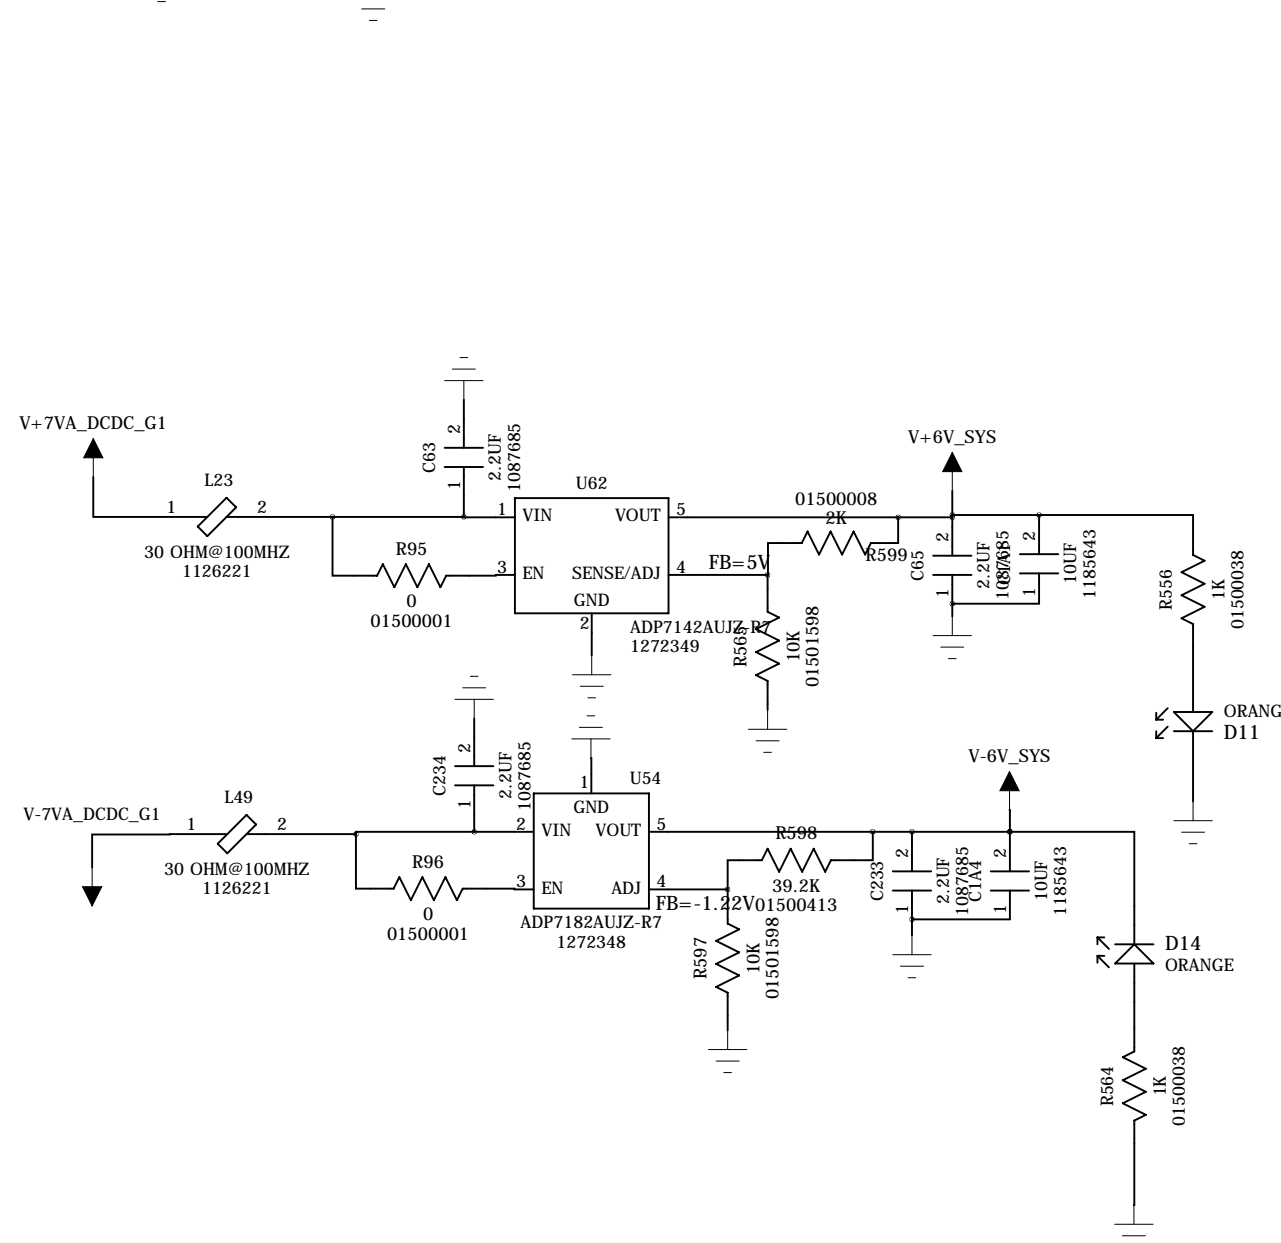 V+7VA_DCDC_G1
L23
1
2
30 OHM@100MHZ
1126221
C63
2
1
2.2UF
1087685
R95
0
01500001
U62
1
VIN
VOUT
5
3
EN
SENSE/ADJ
4
GND
2
ADP7142AUJZ-R7
1272349
FB=5V
01500008
2K
R599
10K
01501598
V+6V_SYS
C65
2
1
2.2UF
1087685
2
1
10UF
1185643
R556
1K
01500038
ORANG
D11
V-7VA_DCDC_G1
L49
1
2
30 OHM@100MHZ
1126221
C234
2
1
2.2UF
1087685
R96
0
01500001
U54
1
GND
2
VIN
VOUT
5
3
EN
ADJ
4
ADP7182AUJZ-R7
1272348
FB=-1.22V
R598
39.2K
01500413
R597
10K
01501598
V-6V_SYS
C233
2
1
2.2UF
1087685
C1A4
2
1
10UF
1185643
D14
ORANGE
R564
1K
01500038